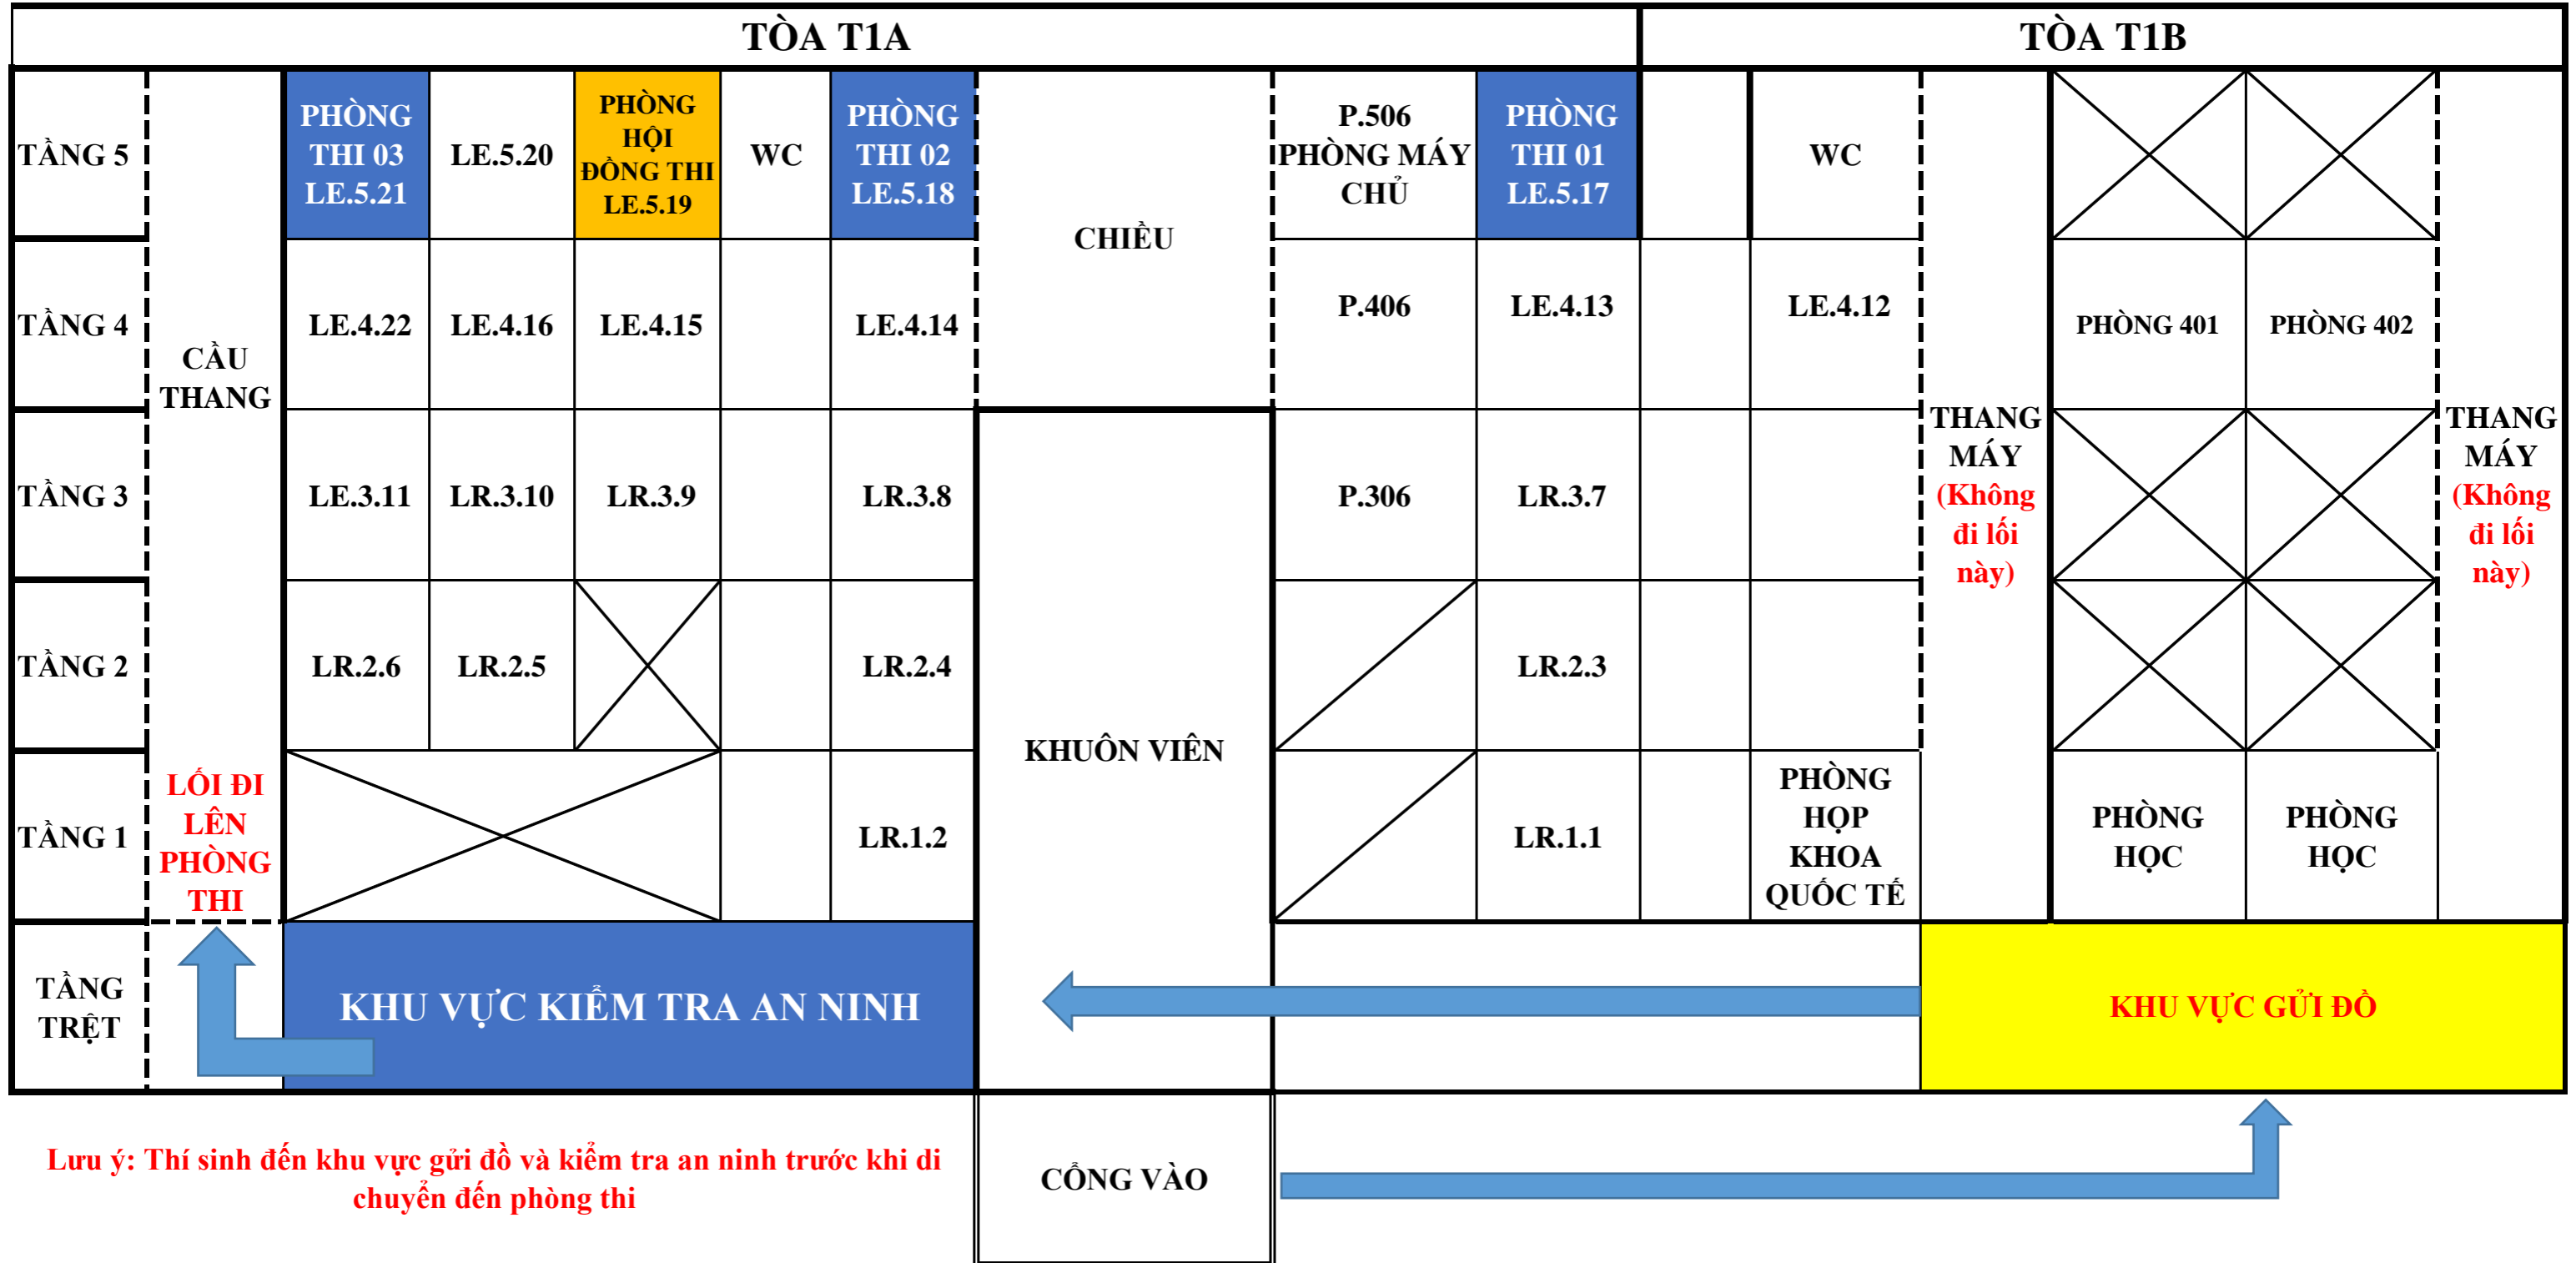 TÒA T1A
TÒA T1B
TẦNG 5
PHÒNG
THI 03
LE.5.21
LE.5.20
PHÒNG
HỘI
ĐỒNG THI
LE.5.19
WC
PHÒNG
THI 02
LE.5.18
CHIỀU
P.506
PHÒNG MÁY
CHỦ
PHÒNG
THI 01
LE.5.17
WC
TẦNG 4
CẦU
THANG
LE.4.22
LE.4.16
LE.4.15
LE.4.14
P.406
LE.4.13
LE.4.12
PHÒNG 401
PHÒNG 402
THANG
MÁY
(Không
đi lối
này)
THANG
MÁY
(Không
đi lối
này)
TẦNG 3
LE.3.11
LR.3.10
LR.3.9
LR.3.8
P.306
LR.3.7
TẦNG 2
LR.2.6
LR.2.5
LR.2.4
KHUÔN VIÊN
LR.2.3
TẦNG 1
LỐI ĐI
LÊN
PHÒNG
THI
LR.1.2
LR.1.1
PHÒNG
HỌP
KHOA
QUỐC TẾ
PHÒNG
HỌC
PHÒNG
HỌC
TẦNG
TRỆT
KHU VỰC KIỂM TRA AN NINH
KHU VỰC GỬI ĐỒ
Lưu ý: Thí sinh đến khu vực gửi đồ và kiểm tra an ninh trước khi di
chuyển đến phòng thi
CỔNG VÀO